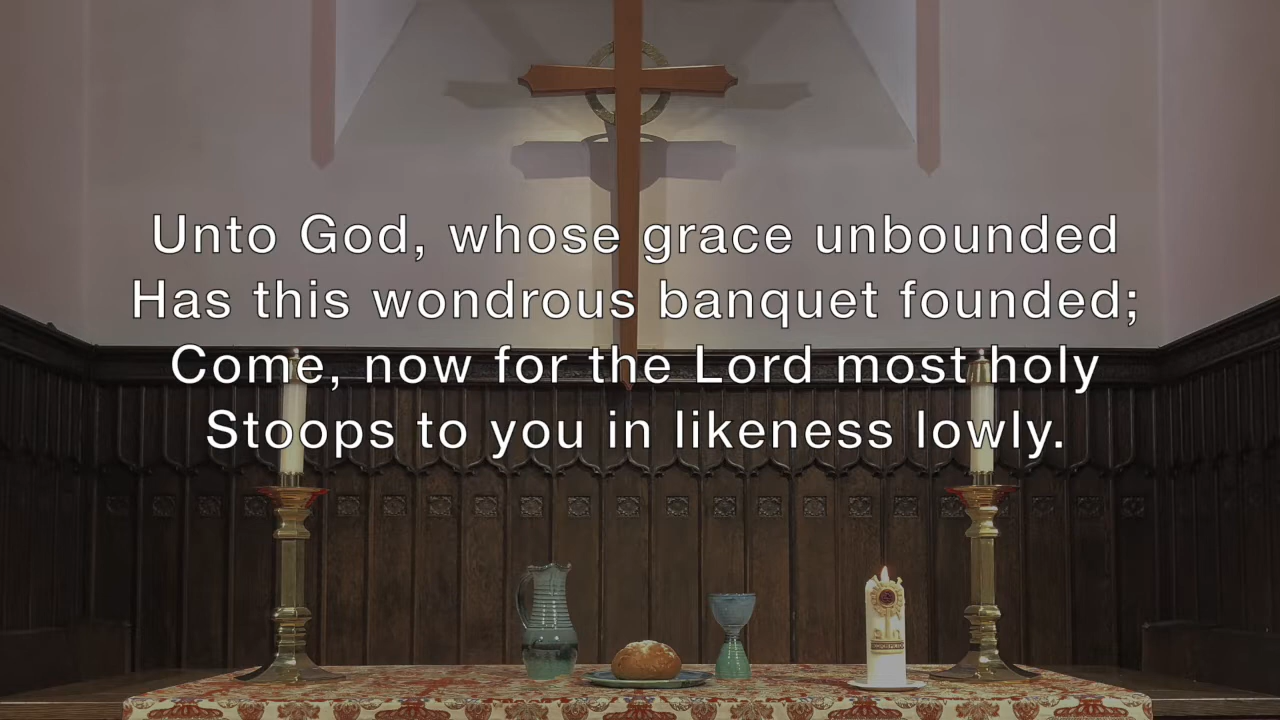 Unto God, whose grace unbounded
Has this wondrous banquet founded;
Come, now for the Lord most holy
Stoops to you in likeness lowly.